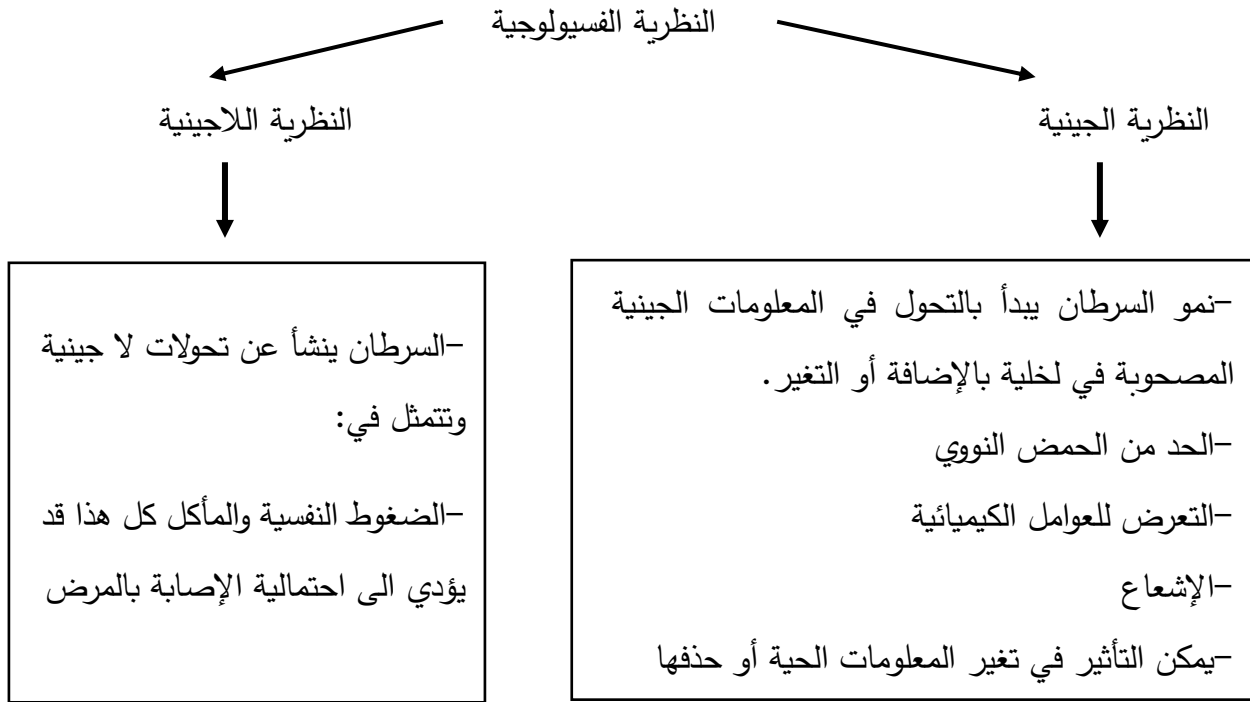 النظرية الفسيولوجية
النظرية الجينية
النظرية اللاجينية
-نمو السرطان يبدأ بالتحول في المعلومات الجينية
المصحوبة في لخلية بالإضافة أو التغير.
-الحد من الحمض النووي
-التعرض للعوامل الكيميائية
-الإشعاع
-يمكن التأثير في تغير المعلومات الحية أو حذفها
-السرطان ينشأ عن تحولات لا جينية
وتتمثل في:
-الضغوط النفسية والمأكل كل هذا قد
يؤدي الى احتمالية الإصابة بالمرض